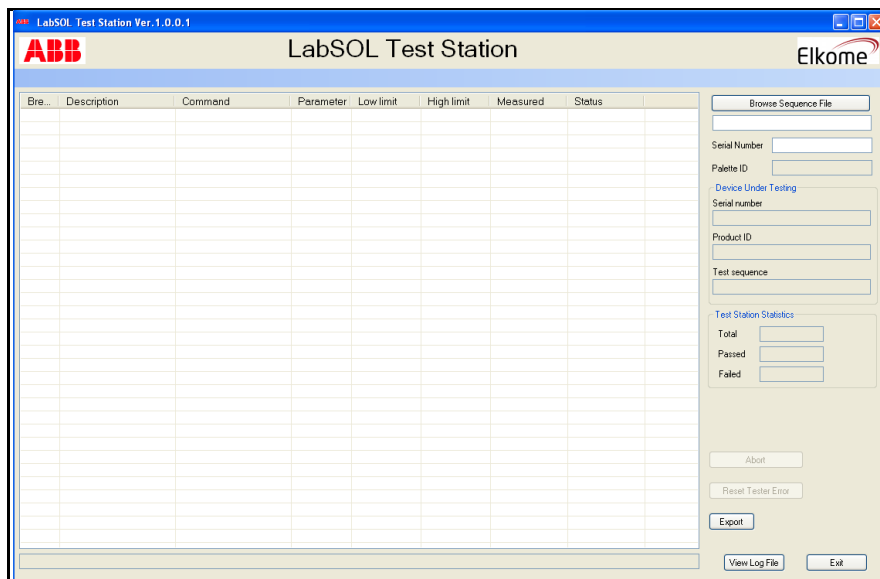 LabSOL Test Station Ver.1.0.0.1
ABB
LabSOL Test Station
Elkome
Bre... Description Command Parameter Low limit High limit Measured Status
Browse Sequence File
Serial Number
Palette ID
Device Under Testing
Serial number
Product ID
Test sequence
Test Station Statistics
Total
Passed
Failed
Abort
Reset Tester Error
Export
View Log File Exit